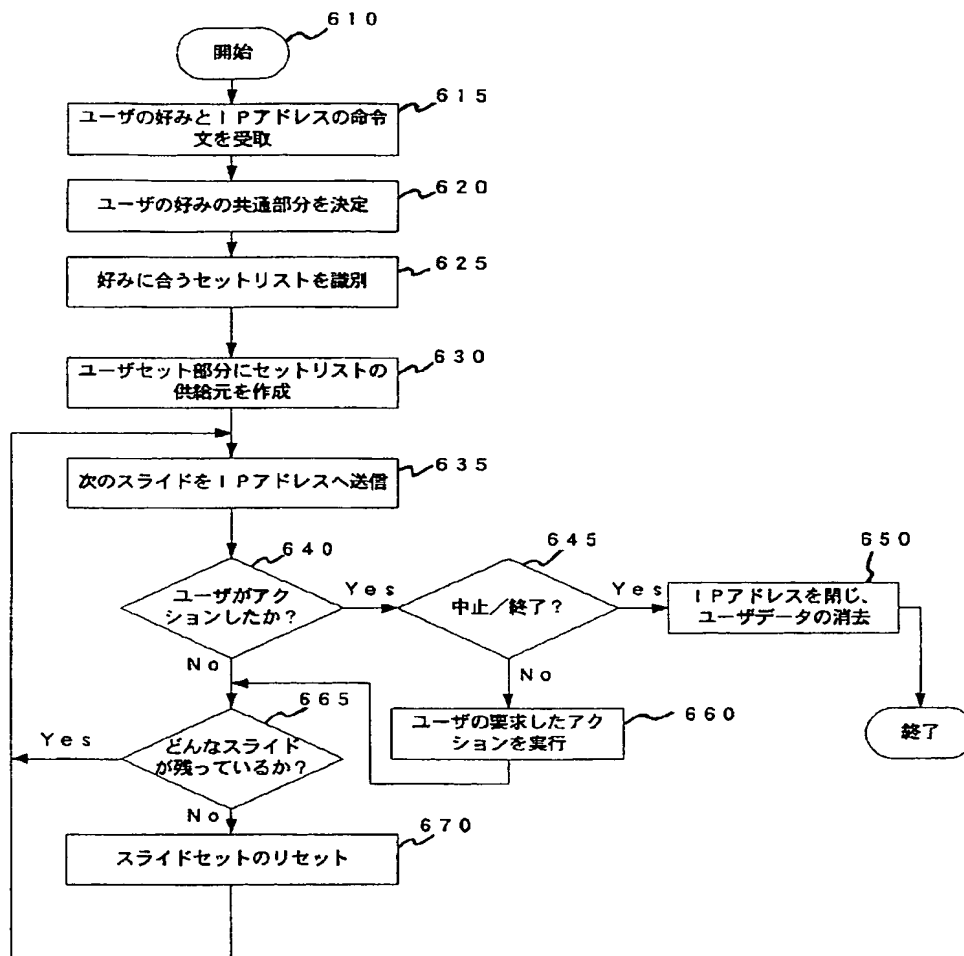 610
開始
615
ユーザの好みとIPアドレスの命令
文を受取
620
ユーザの好みの共通部分を決定
625
好みに合うセットリストを識別
630
ユーザセット部分にセットリストの
供給元を作成
635
次のスライドをIPアドレスへ送信
640
ユーザがアク
ションしたか?
Yes
No
645
中止/終了?
Yes
No
650
IPアドレスを閉じ、
ユーザデータの消去
終了
660
ユーザの要求したアク
ションを実行
665
どんなスライド
が残っているか?
Yes
No
670
スライドセットのリセット